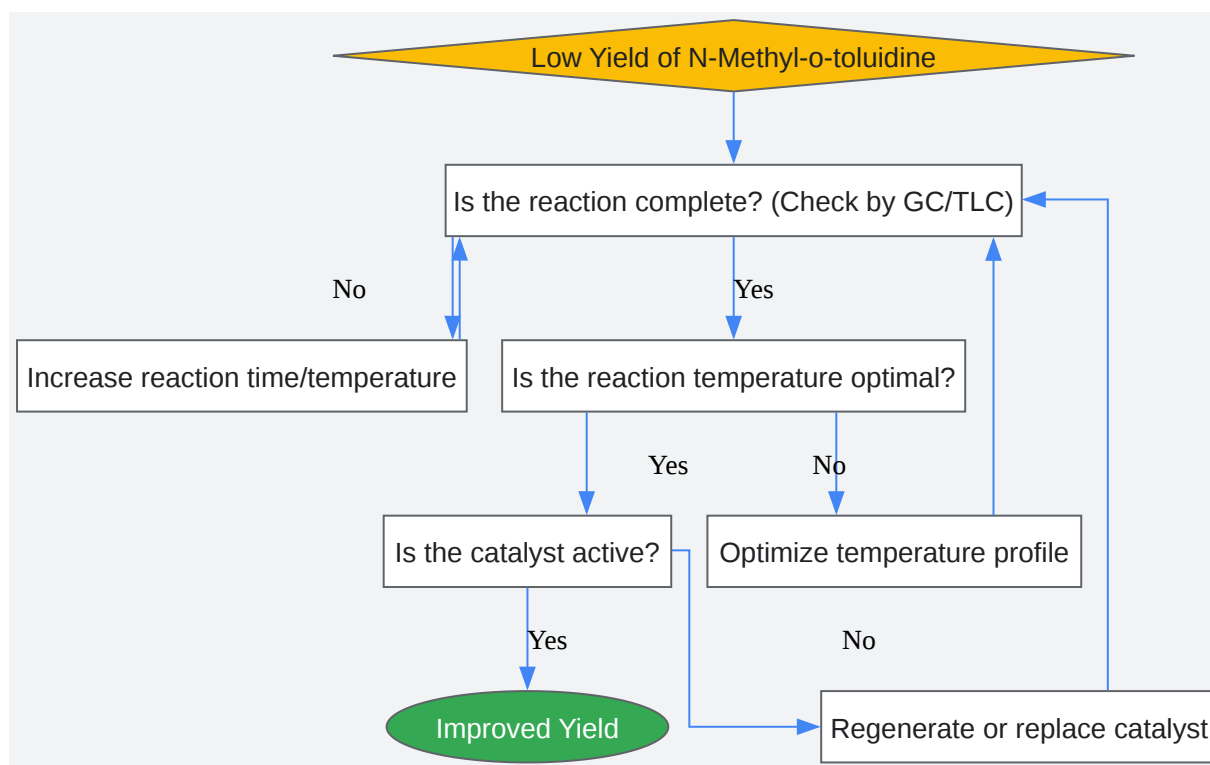 Low Yield of N-Methyl-o-toluidine
Is the reaction complete? (Check by GC/TLC)
No
Yes
Increase reaction time/temperature
Is the reaction temperature optimal?
Yes
No
Is the catalyst active?
Optimize temperature profile
Yes
No
Improved Yield
Regenerate or replace catalyst